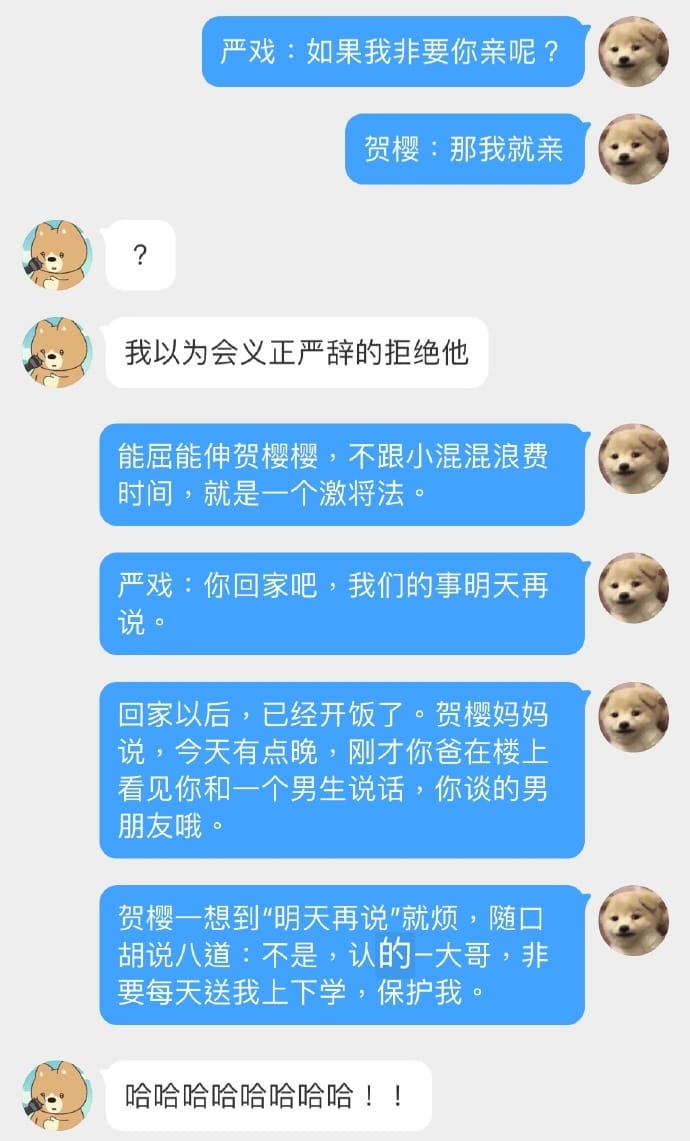 严戏：如果我非要你亲呢？
贺樱：那我就亲
？
我以为会义正严辞的拒绝他
能屈能伸贺樱樱，不跟小混混浪费
时间，就是一个激将法。
严戏：你回家吧，我们的事明天再
说。
回家以后，已经开饭了。贺樱妈妈
说，今天有点晚，刚才你爸在楼上
看见你和一个男生说话，你谈的男
朋友哦。
贺樱一想到“明天再说”就烦，随口
胡说八道：不是，认的一大哥，非
要每天送我上下学，保护我。
哈哈哈哈哈哈哈哈！！